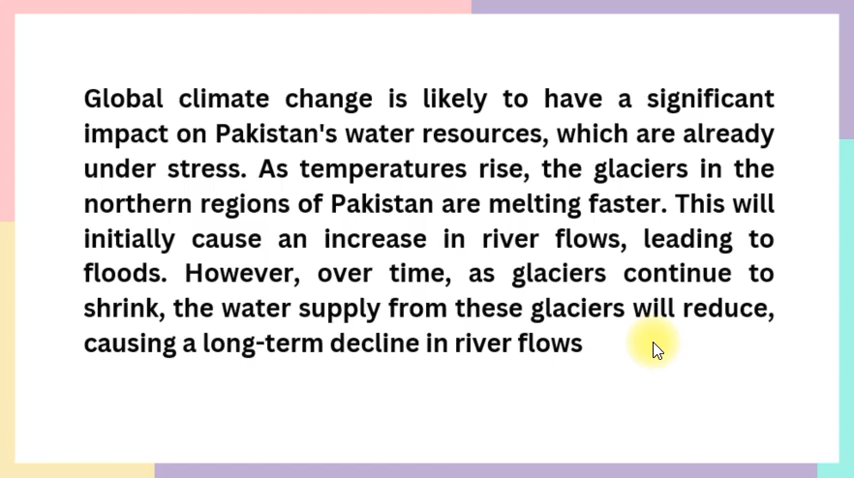 Global climate change is likely to have a significant
impact on Pakistan's water resources, which are already
under stress. As temperatures rise, the glaciers in the
northern regions of Pakistan are melting faster. This will
initially cause an increase in river flows, leading to
floods. However, over time, as glaciers continue to
shrink, the water supply from these glaciers will reduce,
causing a long-term decline in river flows